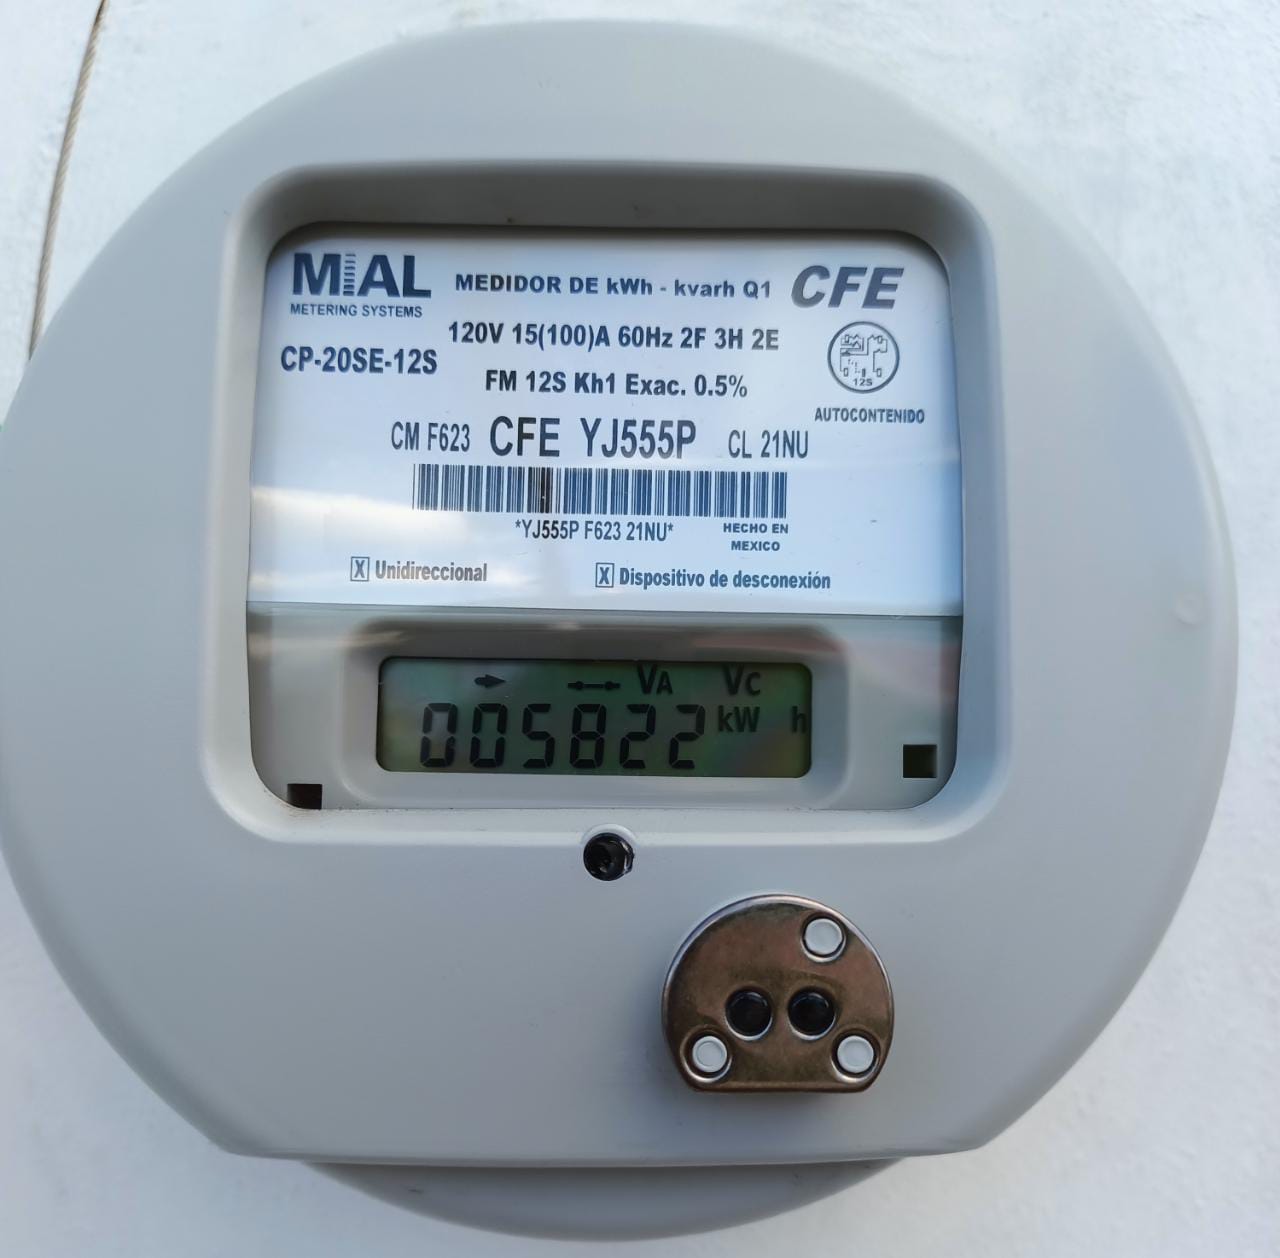 MIAL
METERING SYSTEMS
MEDIDOR DE kWh - kvarh Q1
CFE
120V 15(100)A 60Hz 2F 3H 2E
CP-20SE-12S
FM 12S Kh1 Exac. 0.5%
12S
AUTOCONTENIDO
CM F623 CFE YJ555P CL 21NU
*YJ555P F623 21NU*
HECHO EN
MEXICO
X Unidireccional
X Dispositivo de desconexión
VA VC
005822 kW h